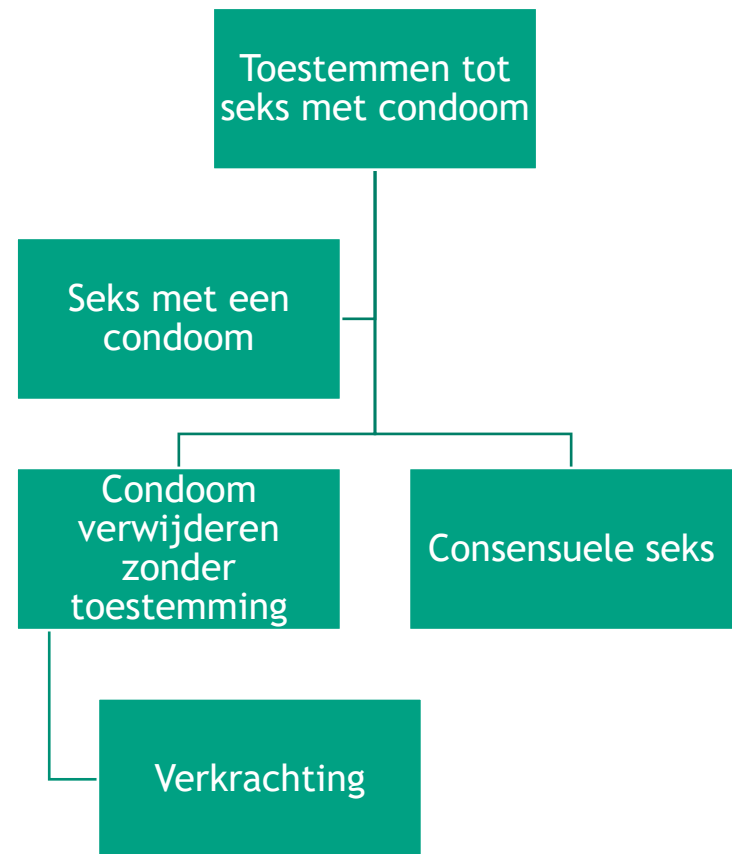 Toestemmen tot
seks met condoom
Seks met een
condoom
Condoom
verwijderen
zonder
toestemming
Consensuele seks
Verkrachting